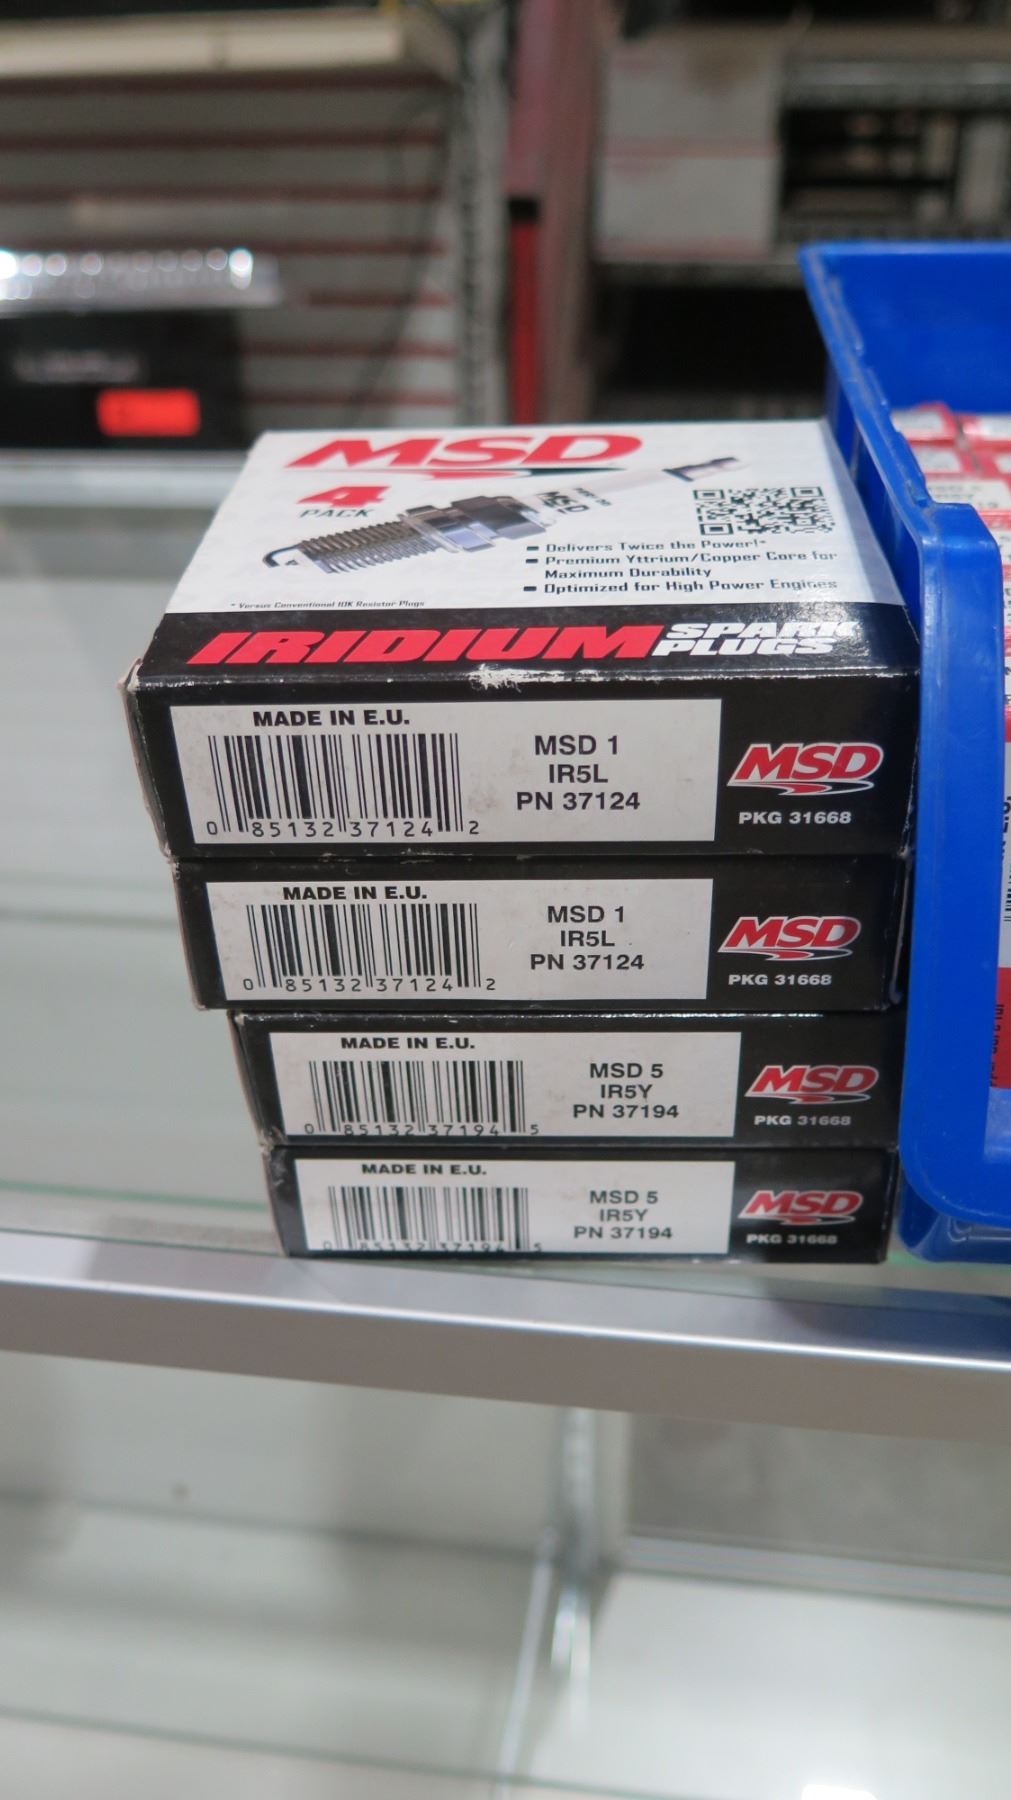 MSD
4
PACK
MSD
Delivers Twice the Power!*
Premium Yttrium/Copper Core for
Maximum Durability
Optimized for High Power Engines
* Versus Conventional 10K Resistor Plugs
IRIDIUM SPARK PLUGS
MADE IN E.U.
0 85132 37124 2
MSD 1
IR5L
PN 37124
MSD
PKG 31668
MADE IN E.U.
0 85132 37124 2
MSD 1
IR5L
PN 37124
MSD
PKG 31668
MADE IN E.U.
0 85132 37194 5
MSD 5
IR5Y
PN 37194
MSD
PKG 31668
MADE IN E.U.
0 85132 37194 5
MSD 5
IR5Y
PN 37194
MSD
PKG 31668